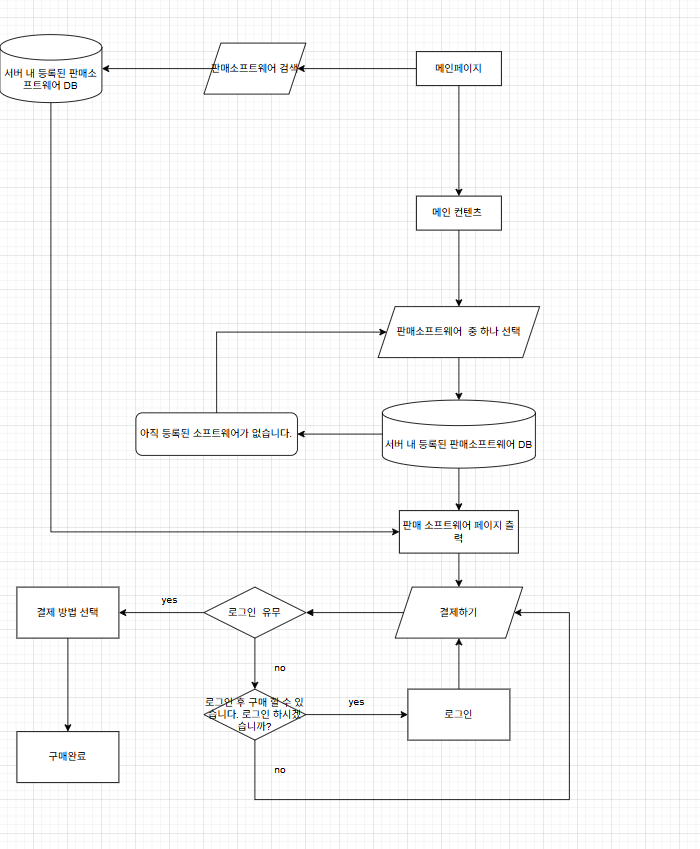 서버 내 등록된 판매소
프트웨어 DB
판매소프트웨어 검색
메인페이지
메인 컨텐츠
판매소프트웨어 중 하나 선택
아직 등록된 소프트웨어가 없습니다.
서버 내 등록된 판매소프트웨어 DB
판매 소프트웨어 페이지 출
력
결제 방법 선택
yes
로그인 유무
결제하기
no
로그인 후 구매 할 수 있
습니다. 로그인 하시겠
습니까?
yes
로그인
구매완료
no